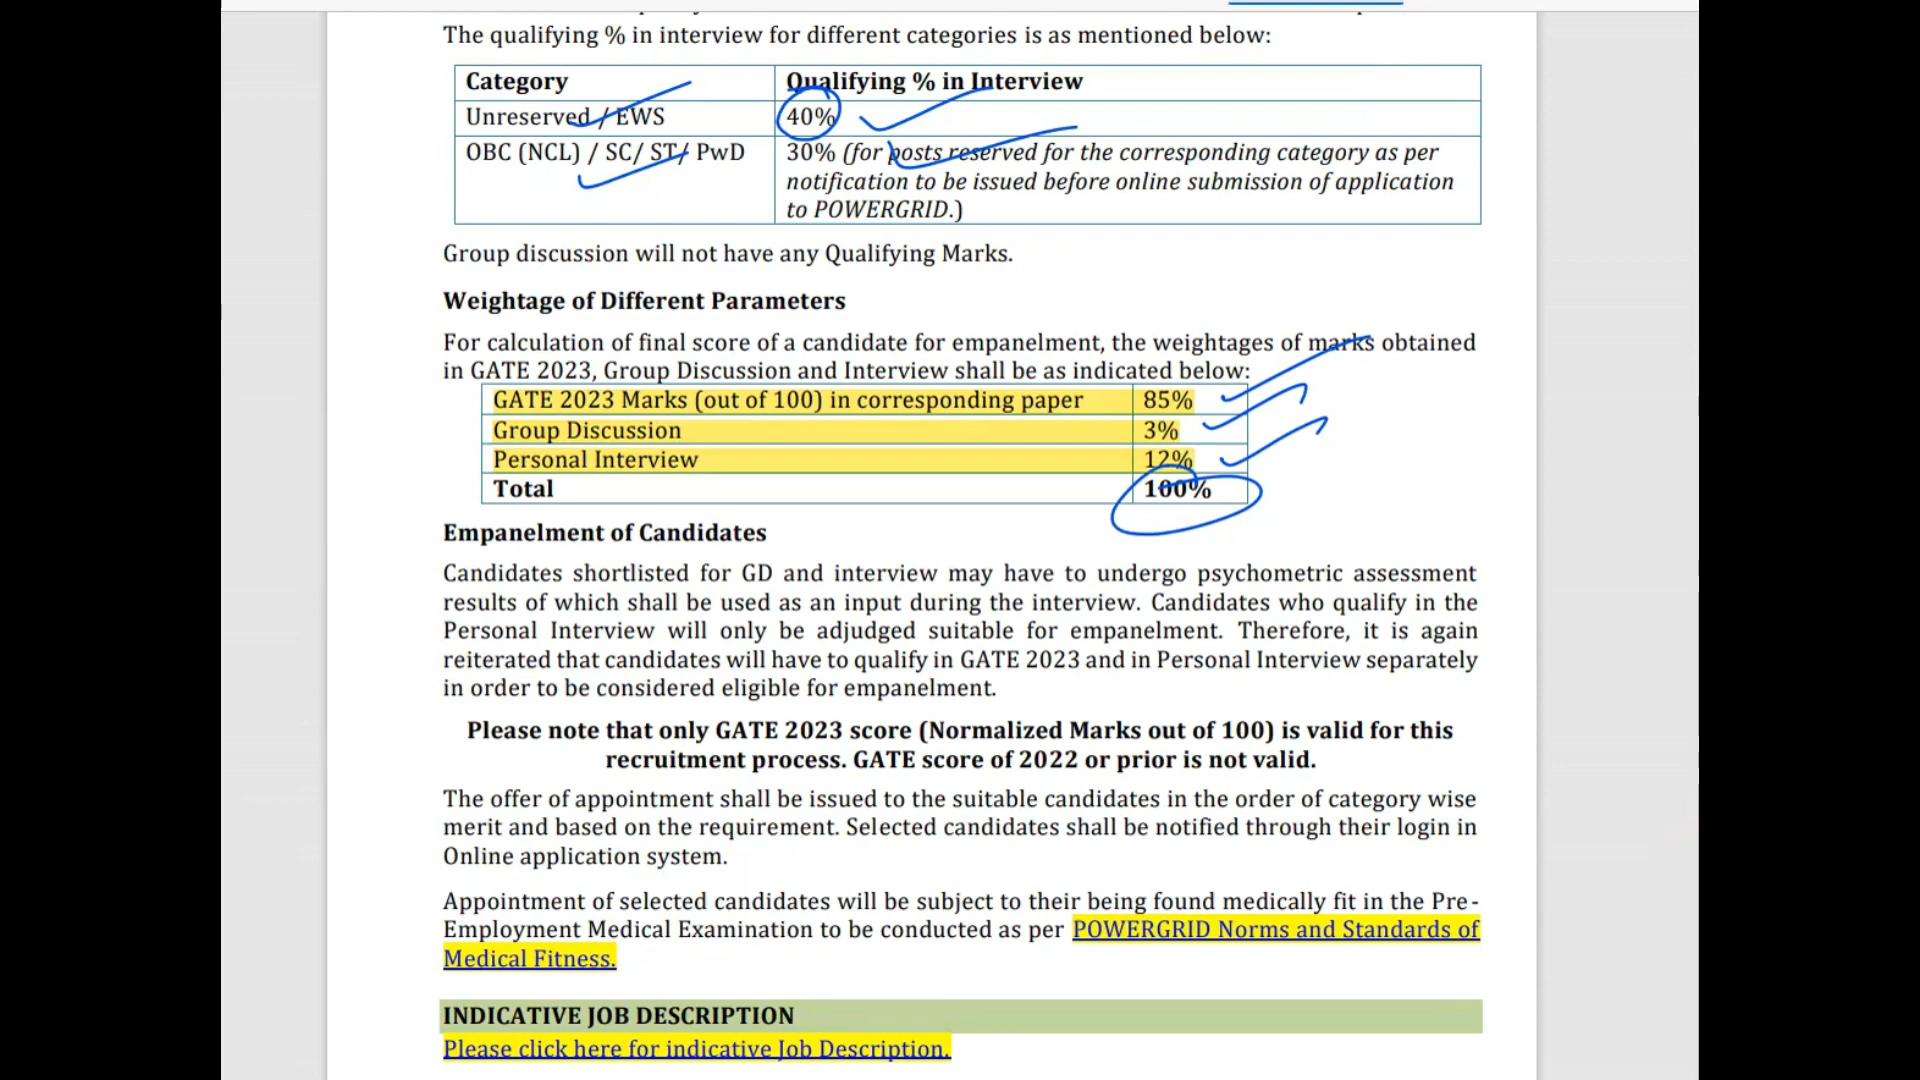 The qualifying % in interview for different categories is as mentioned below:
Category Qualifying % in Interview
Unreserved / EWS 40%
OBC (NCL) / SC/ ST/ PwD 30% (for posts reserved for the corresponding category as per
notification to be issued before online submission of application
to POWERGRID.)
Group discussion will not have any Qualifying Marks.
Weightage of Different Parameters
For calculation of final score of a candidate for empanelment, the weightages of marks obtained
in GATE 2023, Group Discussion and Interview shall be as indicated below:
GATE 2023 Marks (out of 100) in corresponding paper 85%
Group Discussion 3%
Personal Interview 12%
Total 100%
Empanelment of Candidates
Candidates shortlisted for GD and interview may have to undergo psychometric assessment
results of which shall be used as an input during the interview. Candidates who qualify in the
Personal Interview will only be adjudged suitable for empanelment. Therefore, it is again
reiterated that candidates will have to qualify in GATE 2023 and in Personal Interview separately
in order to be considered eligible for empanelment.
Please note that only GATE 2023 score (Normalized Marks out of 100) is valid for this
recruitment process. GATE score of 2022 or prior is not valid.
The offer of appointment shall be issued to the suitable candidates in the order of category wise
merit and based on the requirement. Selected candidates shall be notified through their login in
Online application system.
Appointment of selected candidates will be subject to their being found medically fit in the Pre-
Employment Medical Examination to be conducted as per POWERGRID Norms and Standards of
Medical Fitness.
INDICATIVE JOB DESCRIPTION
Please click here for indicative Job Description.